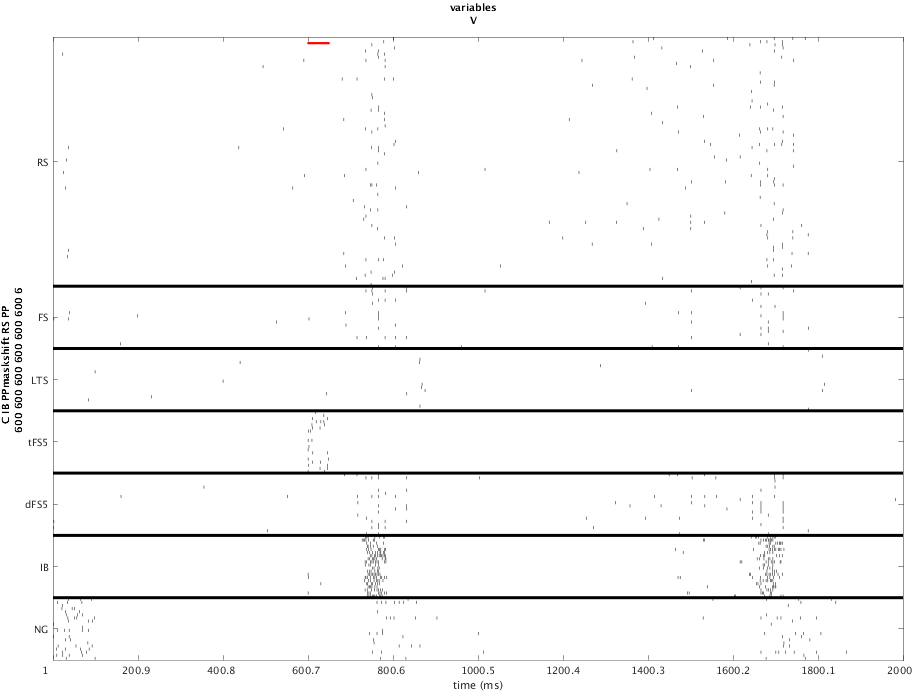 variables
V
C IB PPmaskshift RS PP
600 600 600 600 600 600 600 6
RS
FS
LTS
tFS5
dFS5
IB
NG
1 200.9 400.8 600.7 800.6 1000.5 1200.4 1400.3 1600.2 1800.1 2000
time (ms)